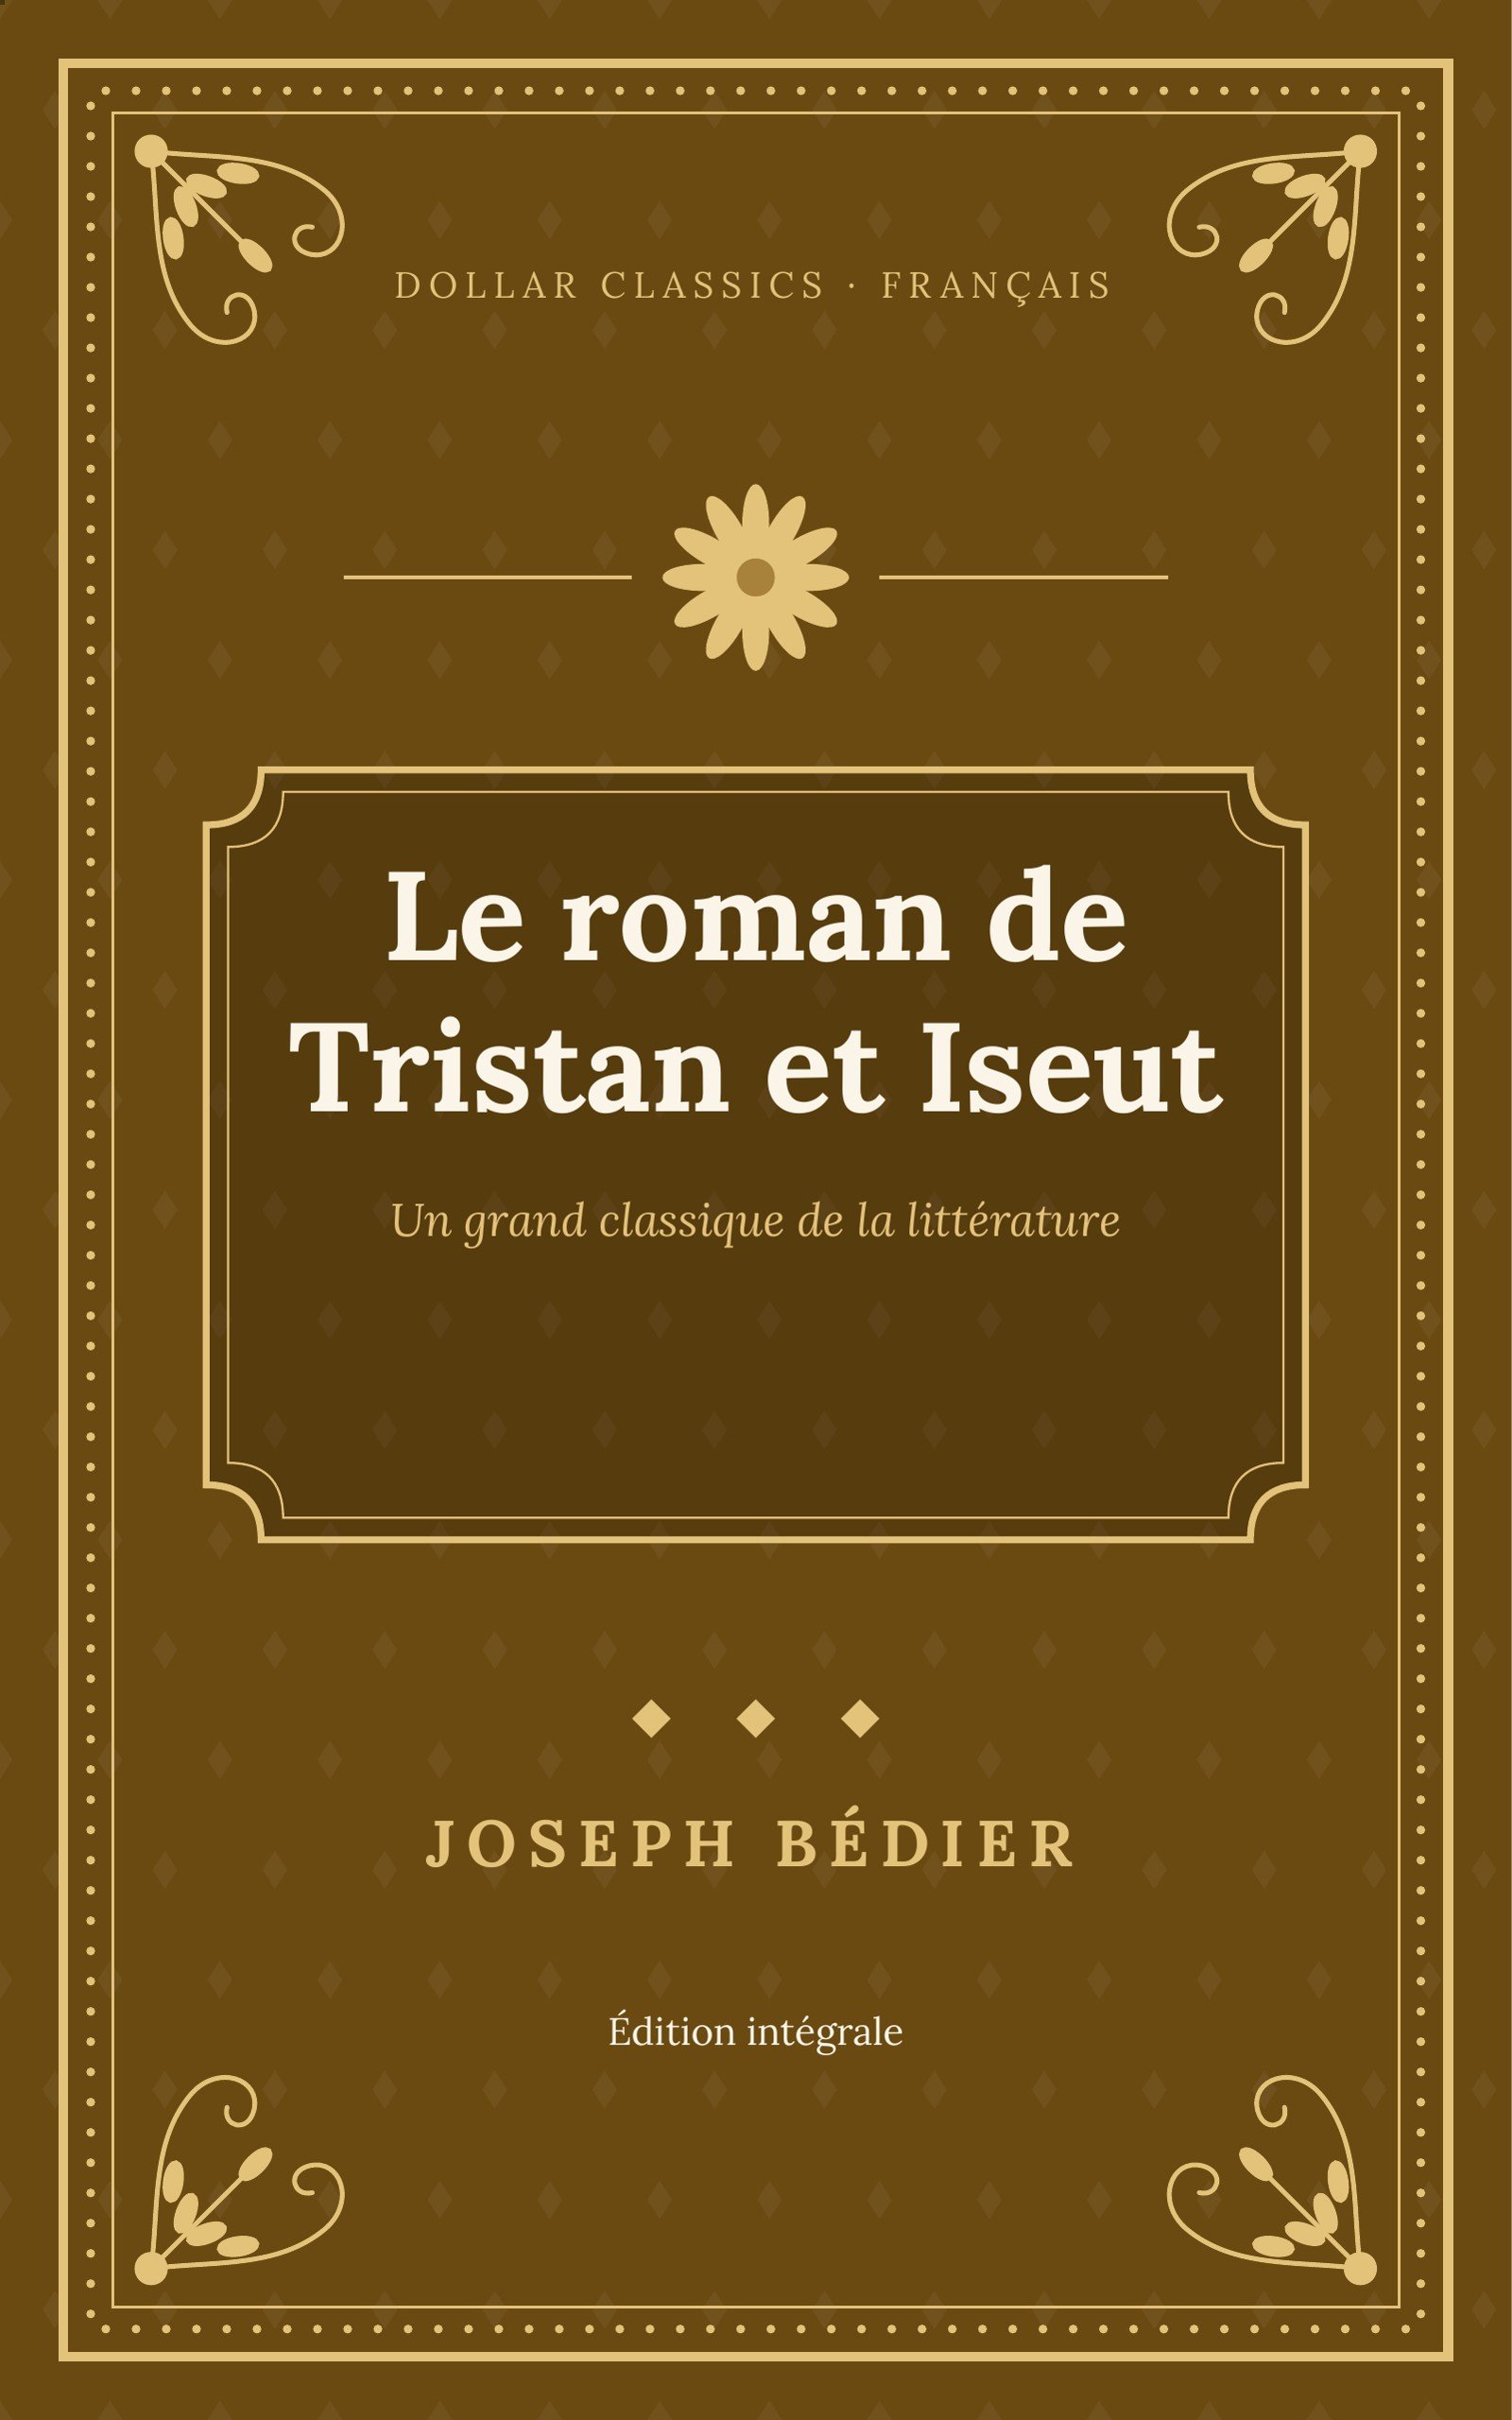 DOLLAR CLASSICS · FRANÇAIS
Le roman de
Tristan et Iseut
Un grand classique de la littérature
JOSEPH BÉDIER
Édition intégrale